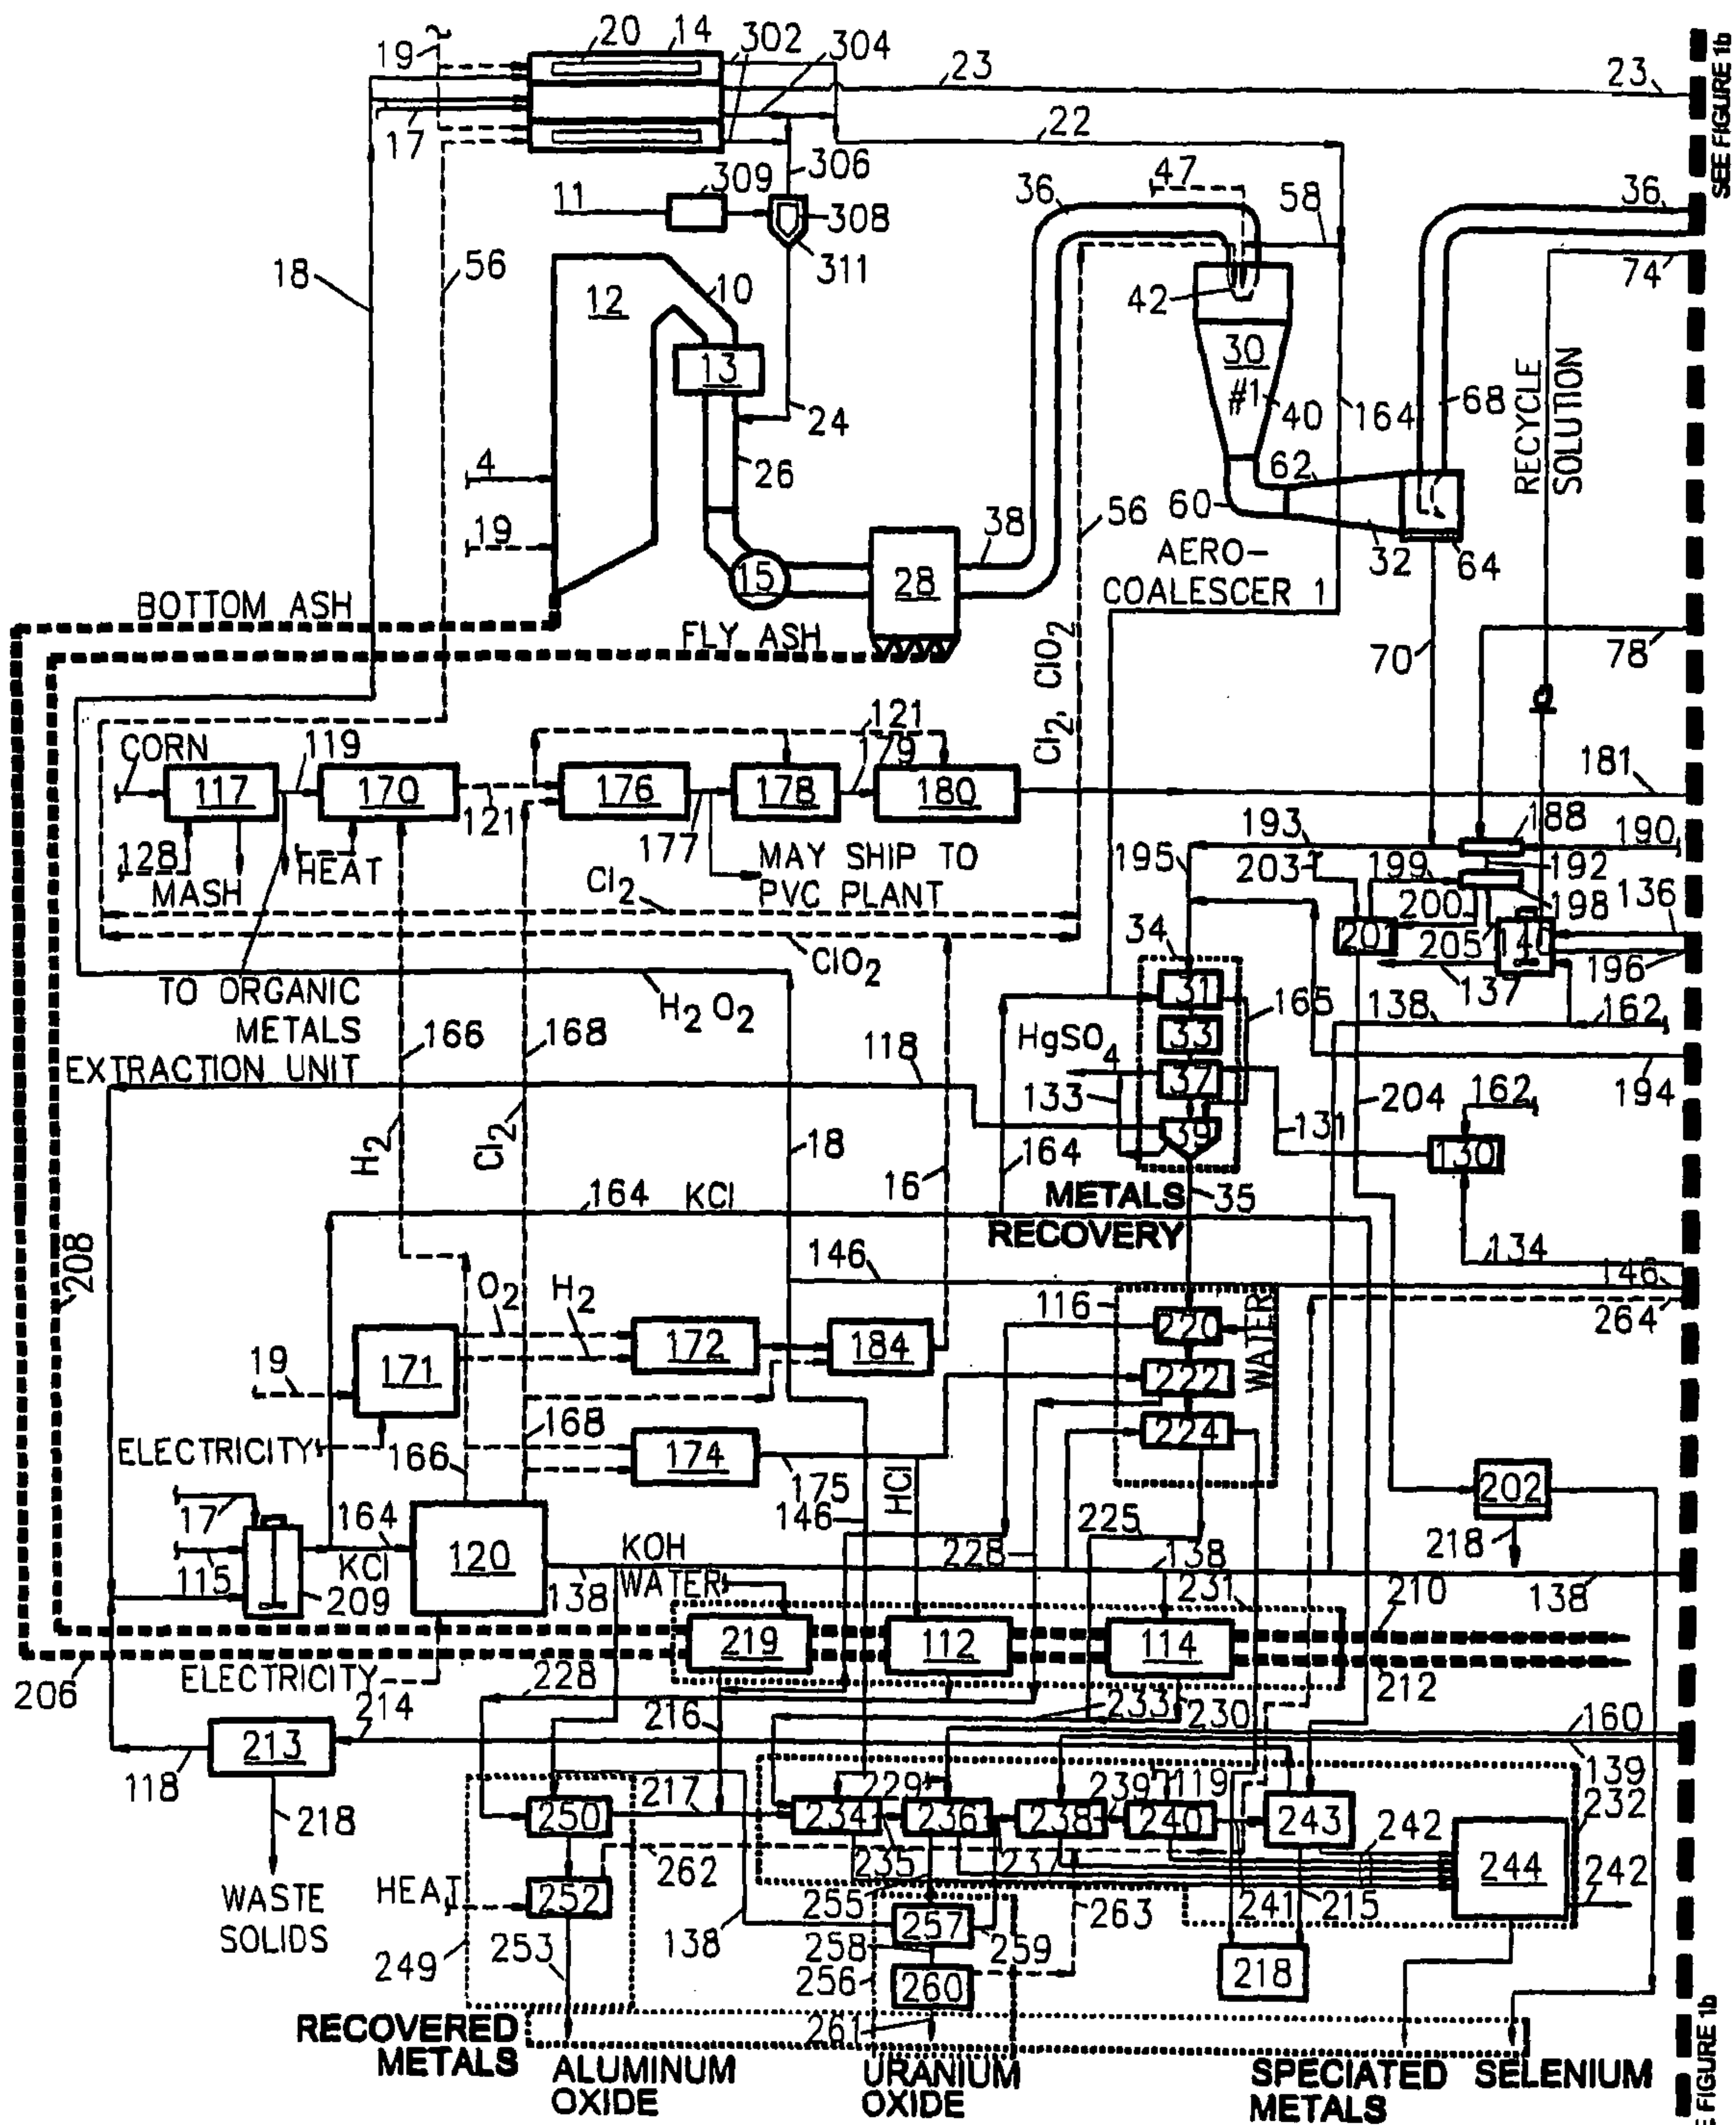 20 14 302 304
19 23 23
SEE FIGURE 1b
17 22
306
309 47
11 308 36 58 36
311
56 74
18 10
12 42
13 30
#1 40
24 164 68
RECYCLE
SOLUTION
4 26 62
60
19 38 56
15 28 32 64
AERO-
COALESCER 1
BOTTOM ASH
FLY ASH
70 78
Cl2, ClO2
121
CORN 119 179
181
117 170 176 178 180
121
193 188 190
128 HEAT 177 MAY SHIP TO
PVC PLANT
195 192
203 199
MASH
Cl2
200 198 136
34 201 205 141
ClO2
196
137
TO ORGANIC
METALS
EXTRACTION UNIT
H2O2
31 165
138 162
166 168 HgSO4 33
118
37
133 204 194
162
H2 Cl2 18 39 131
130
16 164
METALS
RECOVERY
35
164 KCl
208
134
146 146
O2 H2 116 264
220 WATER
172 184
171
19 222
168 224
ELECTRICITY
166 174
175
HCl
17 146 202
164 225
KCl 120 KOH 228 138 218
115 209 138 WATER 231 210 138
219 112 114
206 ELECTRICITY
228 212
214 216 233 230
213 160
118 229 119 139
217 239 232
250 234 236 238 240 243
218 242
262 235 237 244
HEAT 252 255 242
WASTE
SOLIDS
241 215
257 263
253 138 258 259
249 256 260 218
RECOVERED
METALS
261
ALUMINUM
OXIDE
URANIUM
OXIDE
SPECIATED
METALS
SELENIUM
E FIGURE 1b